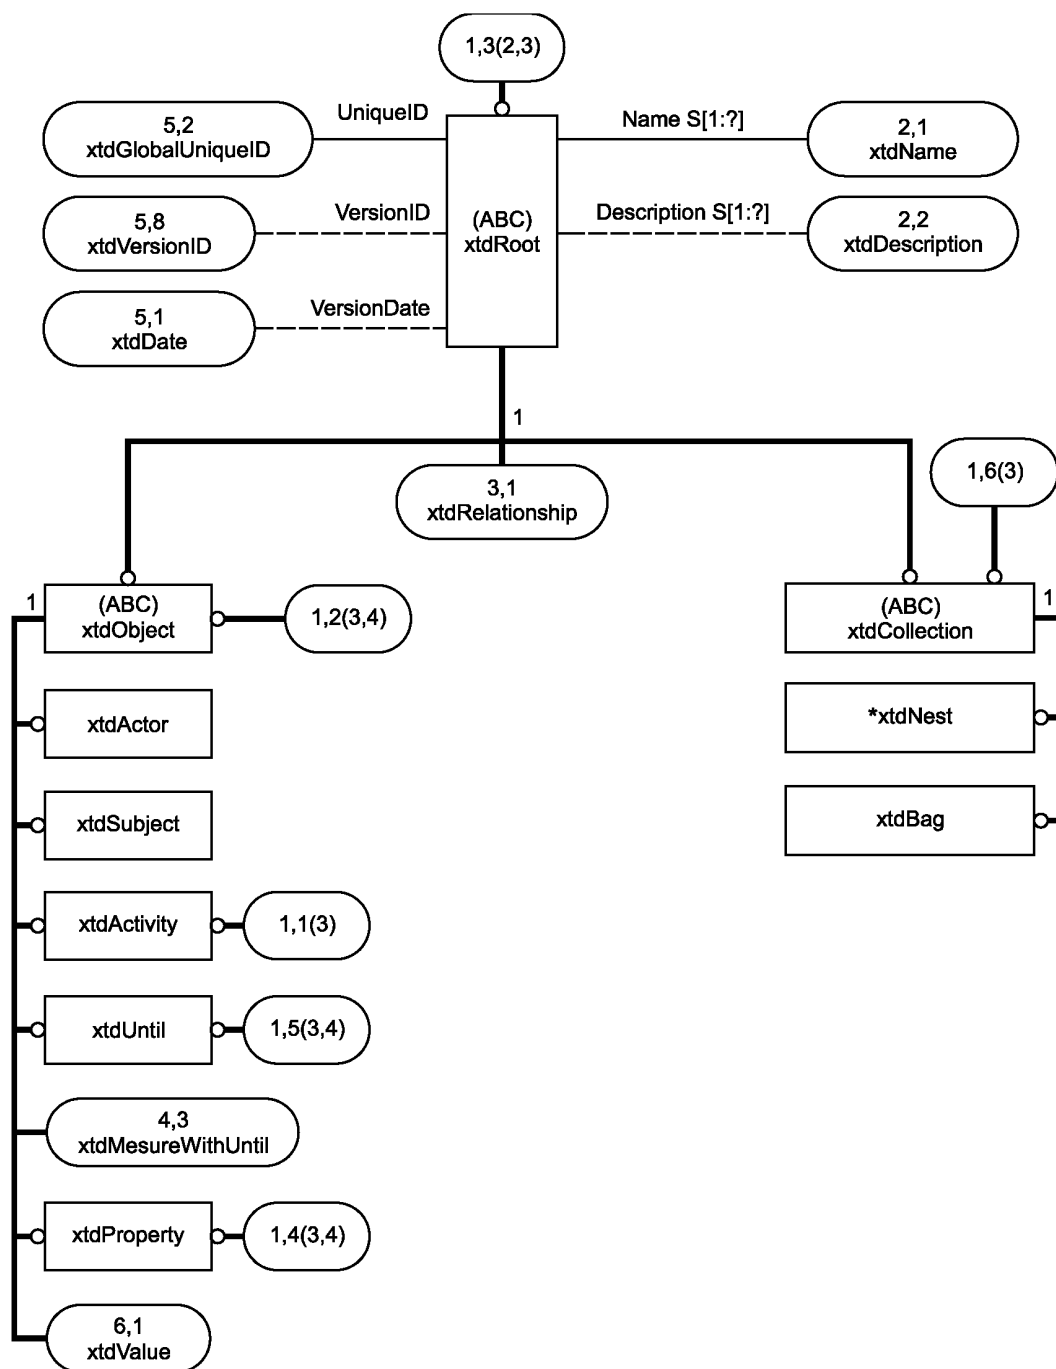 1,3(2,3)
UniqueID
Name S[1:?]
5,2
xtdGlobalUniqueID
2,1
xtdName
VersionID
(ABC)
xtdRoot
Description S[1:?]
5,8
xtdVersionID
2,2
xtdDescription
VersionDate
5,1
xtdDate
1
3,1
xtdRelationship
1,6(3)
1
(ABC)
xtdObject
1,2(3,4)
(ABC)
xtdCollection
1
xtdActor
*xtdNest
xtdSubject
xtdBag
xtdActivity
1,1(3)
xtdUntil
1,5(3,4)
4,3
xtdMesureWithUntil
xtdProperty
1,4(3,4)
6,1
xtdValue